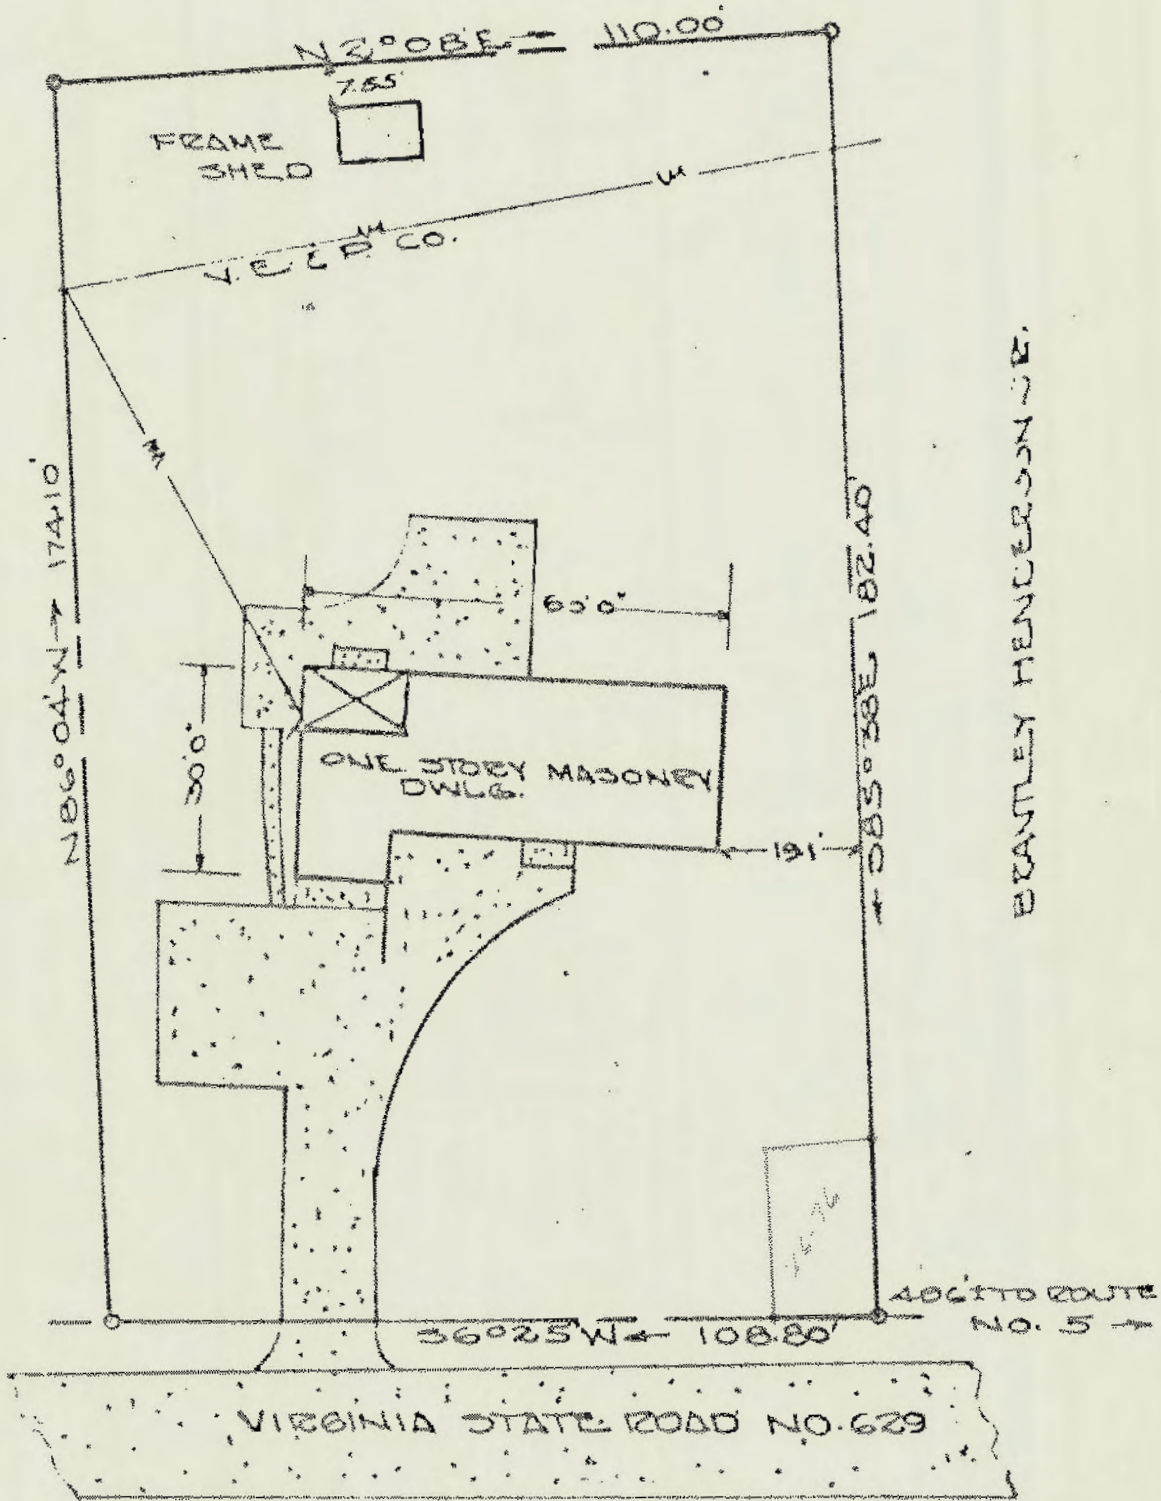 N 2°08'E — 110.00'
7.55'
FRAME
SHED
V. E. & P. CO.
N86°04'W → 174.10'
60'0"
← S85°38'E 182.40'
BRANTLEY HENDERSON JR.
30'0"
ONE STORY MASONRY
DWLG.
19.1'
406' TO ROUTE
NO. 5 →
S6°25'W ← 108.80'
VIRGINIA STATE ROAD NO. 629